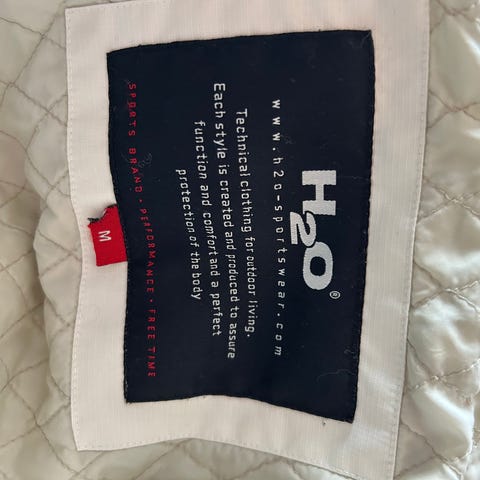 H2O®
www.h2o-sportswear.com
Technical clothing for outdoor living.
Each style is created and produced to assure
function and comfort and a perfect
protection of the body
SPORTS BRAND • PERFORMANCE • FREE TIME
M